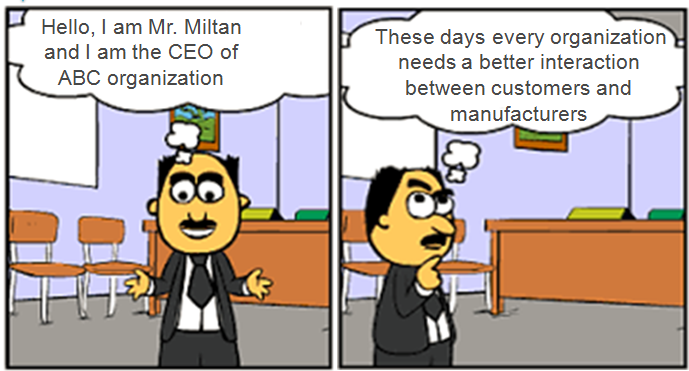 Hello, I am Mr. Miltan
and I am the CEO of
ABC organization
These days every organization
needs a better interaction
between customers and
manufacturers